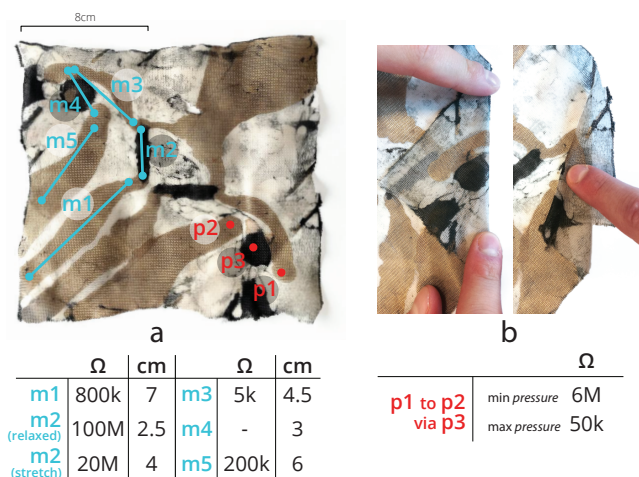 8cm
m3
m4
m5
m2
m1
p2
p3
p1
a
b
Ω cm Ω cm
m1 800k 7 m3 5k 4.5
m2 (relaxed) 100M 2.5 m4 - 3
m2 (stretch) 20M 4 m5 200k 6
Ω
p1 to p2 via p3
min pressure 6M
max pressure 50k